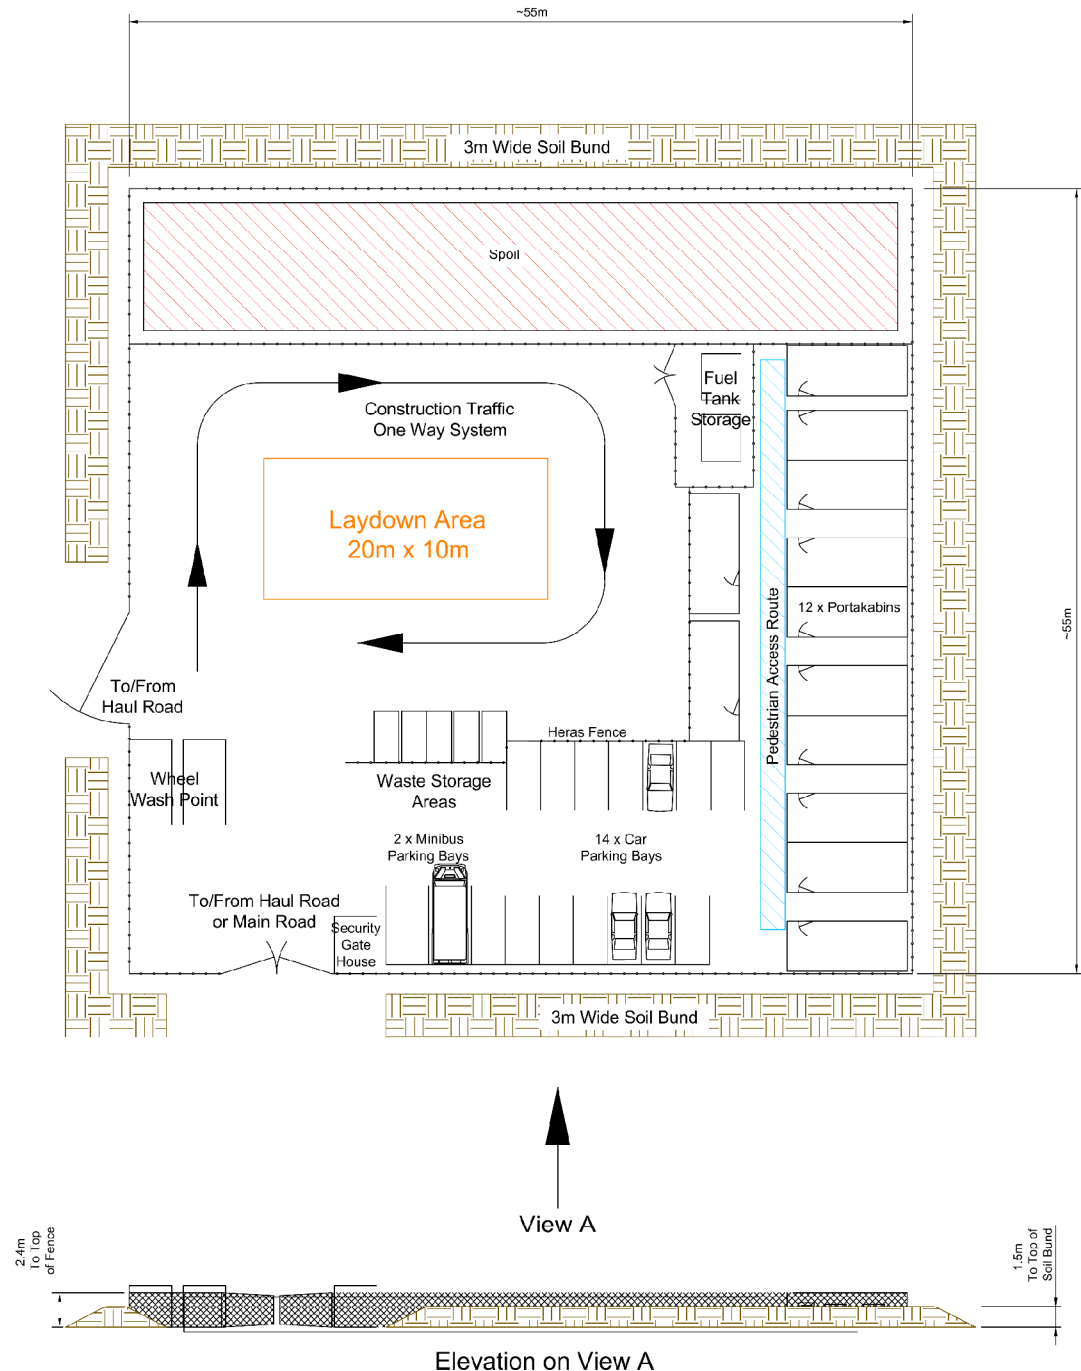 ~55m
3m Wide Soil Bund
Spoil
Fuel
Tank
Storage
Construction Traffic
One Way System
Laydown Area
20m x 10m
12 x Portakabins
Pedestrian Access Route
~55m
To/From
Haul Road
Heras Fence
Wheel
Wash Point
Waste Storage
Areas
2 x Minibus
Parking Bays
14 x Car
Parking Bays
To/From Haul Road
or Main Road
Security
Gate
House
3m Wide Soil Bund
View A
2.4m
To Top
of Fence
1.5m
To Top of
Soil Bund
Elevation on View A